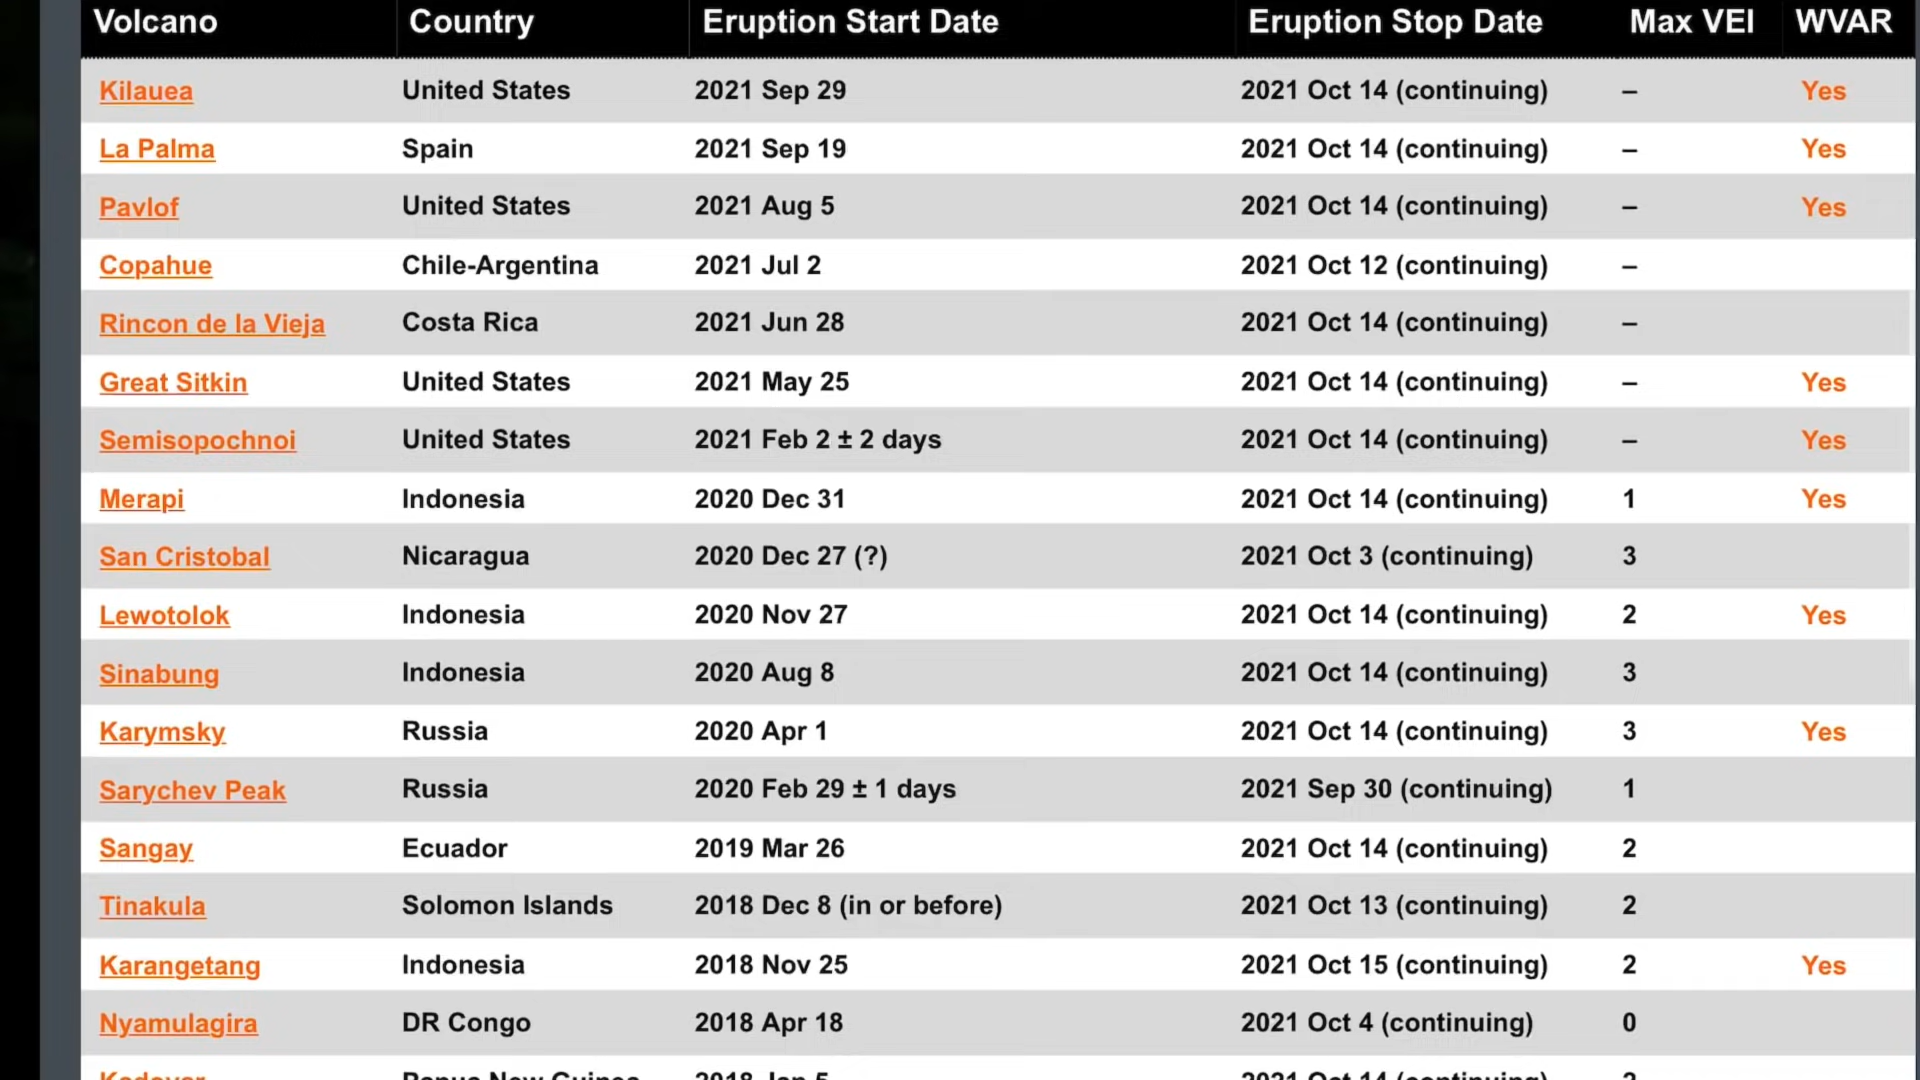 Volcano Country Eruption Start Date Eruption Stop Date Max VEI WVAR
Kilauea United States 2021 Sep 29 2021 Oct 14 (continuing) – Yes
La Palma Spain 2021 Sep 19 2021 Oct 14 (continuing) – Yes
Pavlof United States 2021 Aug 5 2021 Oct 14 (continuing) – Yes
Copahue Chile-Argentina 2021 Jul 2 2021 Oct 12 (continuing) –
Rincon de la Vieja Costa Rica 2021 Jun 28 2021 Oct 14 (continuing) –
Great Sitkin United States 2021 May 25 2021 Oct 14 (continuing) – Yes
Semisopochnoi United States 2021 Feb 2 ± 2 days 2021 Oct 14 (continuing) – Yes
Merapi Indonesia 2020 Dec 31 2021 Oct 14 (continuing) 1 Yes
San Cristobal Nicaragua 2020 Dec 27 (?) 2021 Oct 3 (continuing) 3
Lewotolok Indonesia 2020 Nov 27 2021 Oct 14 (continuing) 2 Yes
Sinabung Indonesia 2020 Aug 8 2021 Oct 14 (continuing) 3
Karymsky Russia 2020 Apr 1 2021 Oct 14 (continuing) 3 Yes
Sarychev Peak Russia 2020 Feb 29 ± 1 days 2021 Sep 30 (continuing) 1
Sangay Ecuador 2019 Mar 26 2021 Oct 14 (continuing) 2
Tinakula Solomon Islands 2018 Dec 8 (in or before) 2021 Oct 13 (continuing) 2
Karangetang Indonesia 2018 Nov 25 2021 Oct 15 (continuing) 2 Yes
Nyamulagira DR Congo 2018 Apr 18 2021 Oct 4 (continuing) 0
Papua New Guinea 2018 Jan 5 2021 Oct 14 (continuing)